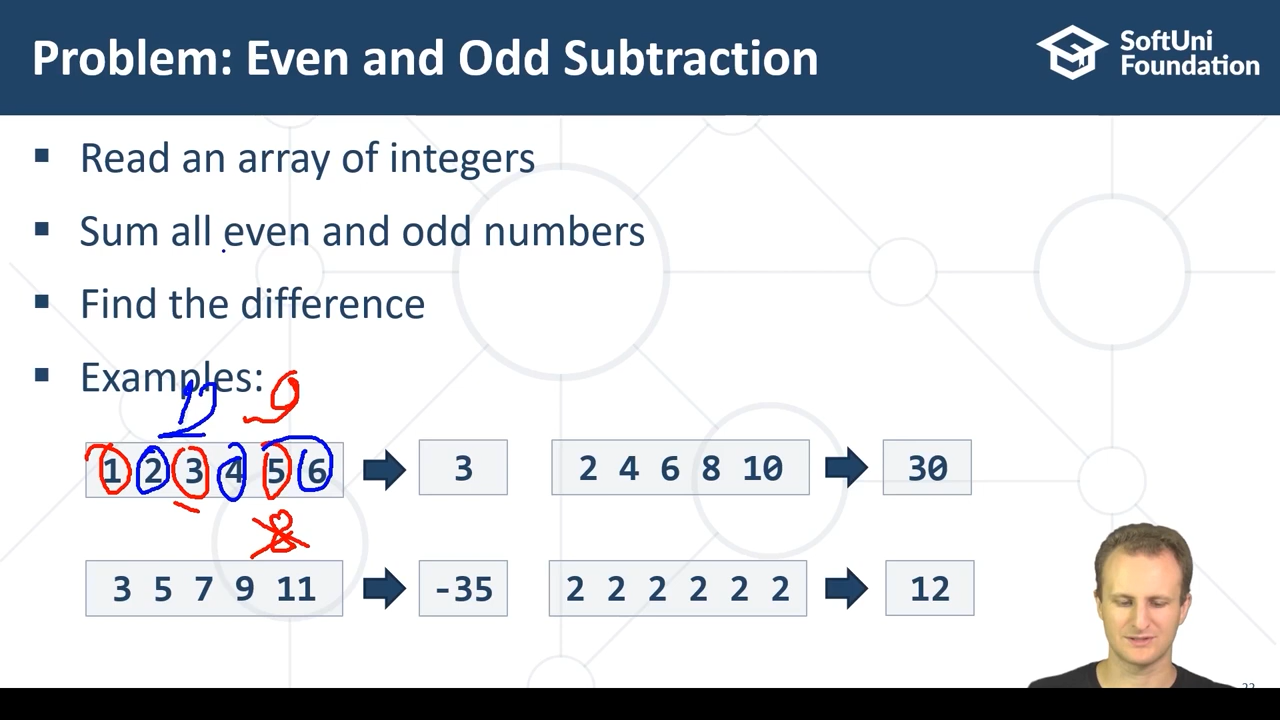 Problem: Even and Odd Subtraction
SoftUni
Foundation
▪ Read an array of integers
▪ Sum all even and odd numbers
▪ Find the difference
▪ Examples:
12 9
1 2 3 4 5 6 3 2 4 6 8 10 30
8
3 5 7 9 11 -35 2 2 2 2 2 2 12